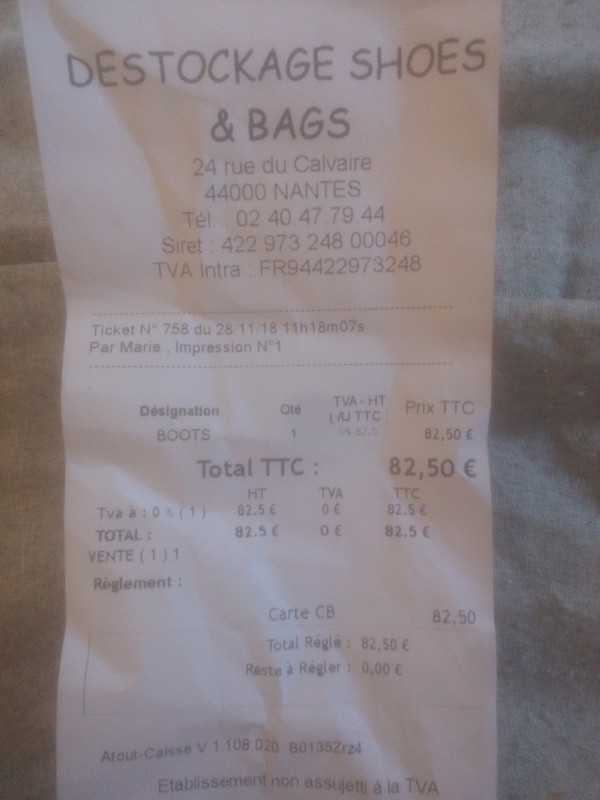 DESTOCKAGE SHOES
& BAGS
24 rue du Calvaire
44000 NANTES
Tél. : 02.40.47.79.44
Siret : 422 973 248 00046
TVA Intra : FR94422973248
Ticket N° 758 du 28/11/18 11h18m07s
Par Marie , Impression N°1
Désignation Qté TVA - HT Prix TTC
( /U TTC )
BOOTS 1 0% 82.5 82,50 €
Total TTC : 82,50 €
HT TVA TTC
Tva à : 0 % ( 1 ) 82.5 € 0 € 82.5 €
TOTAL : 82.5 € 0 € 82.5 €
VENTE ( 1 ) 1
Règlement :
Carte CB 82,50
Total Réglé : 82,50 €
Reste à Régler : 0,00 €
Atout-Caisse V 1.108.020 B0135Zrz4
Etablissement non assujetti à la TVA